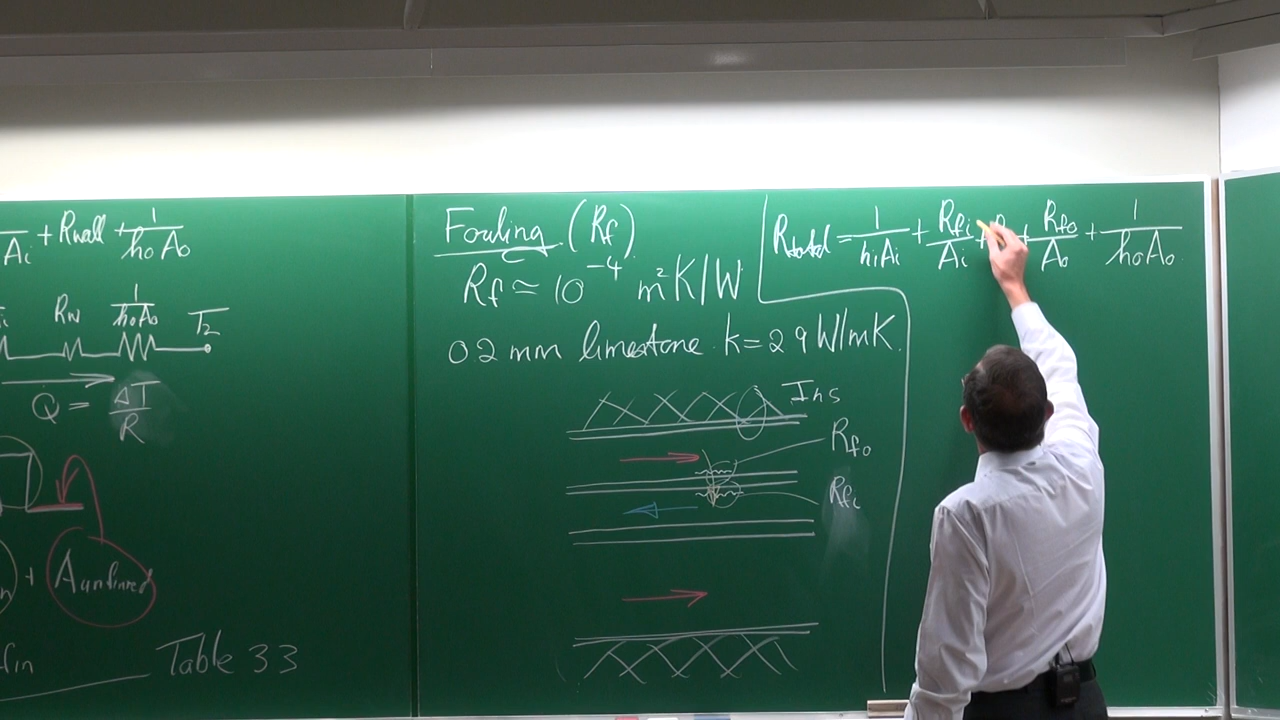 Ai + Rwall + 1/hoAo
Rw 1/hoAo T2
Q = ΔT/R
+ Aunfinned
fin
Table 33
Fouling (Rf)
Rf ≃ 10⁻⁴ m²K/W
0 2 mm limestone k = 2 9 W/mK
Ins
Rfo
Rfi
Rtotal = 1/hiAi + Rfi/Ai + R + Rfo/Ao + 1/hoAo